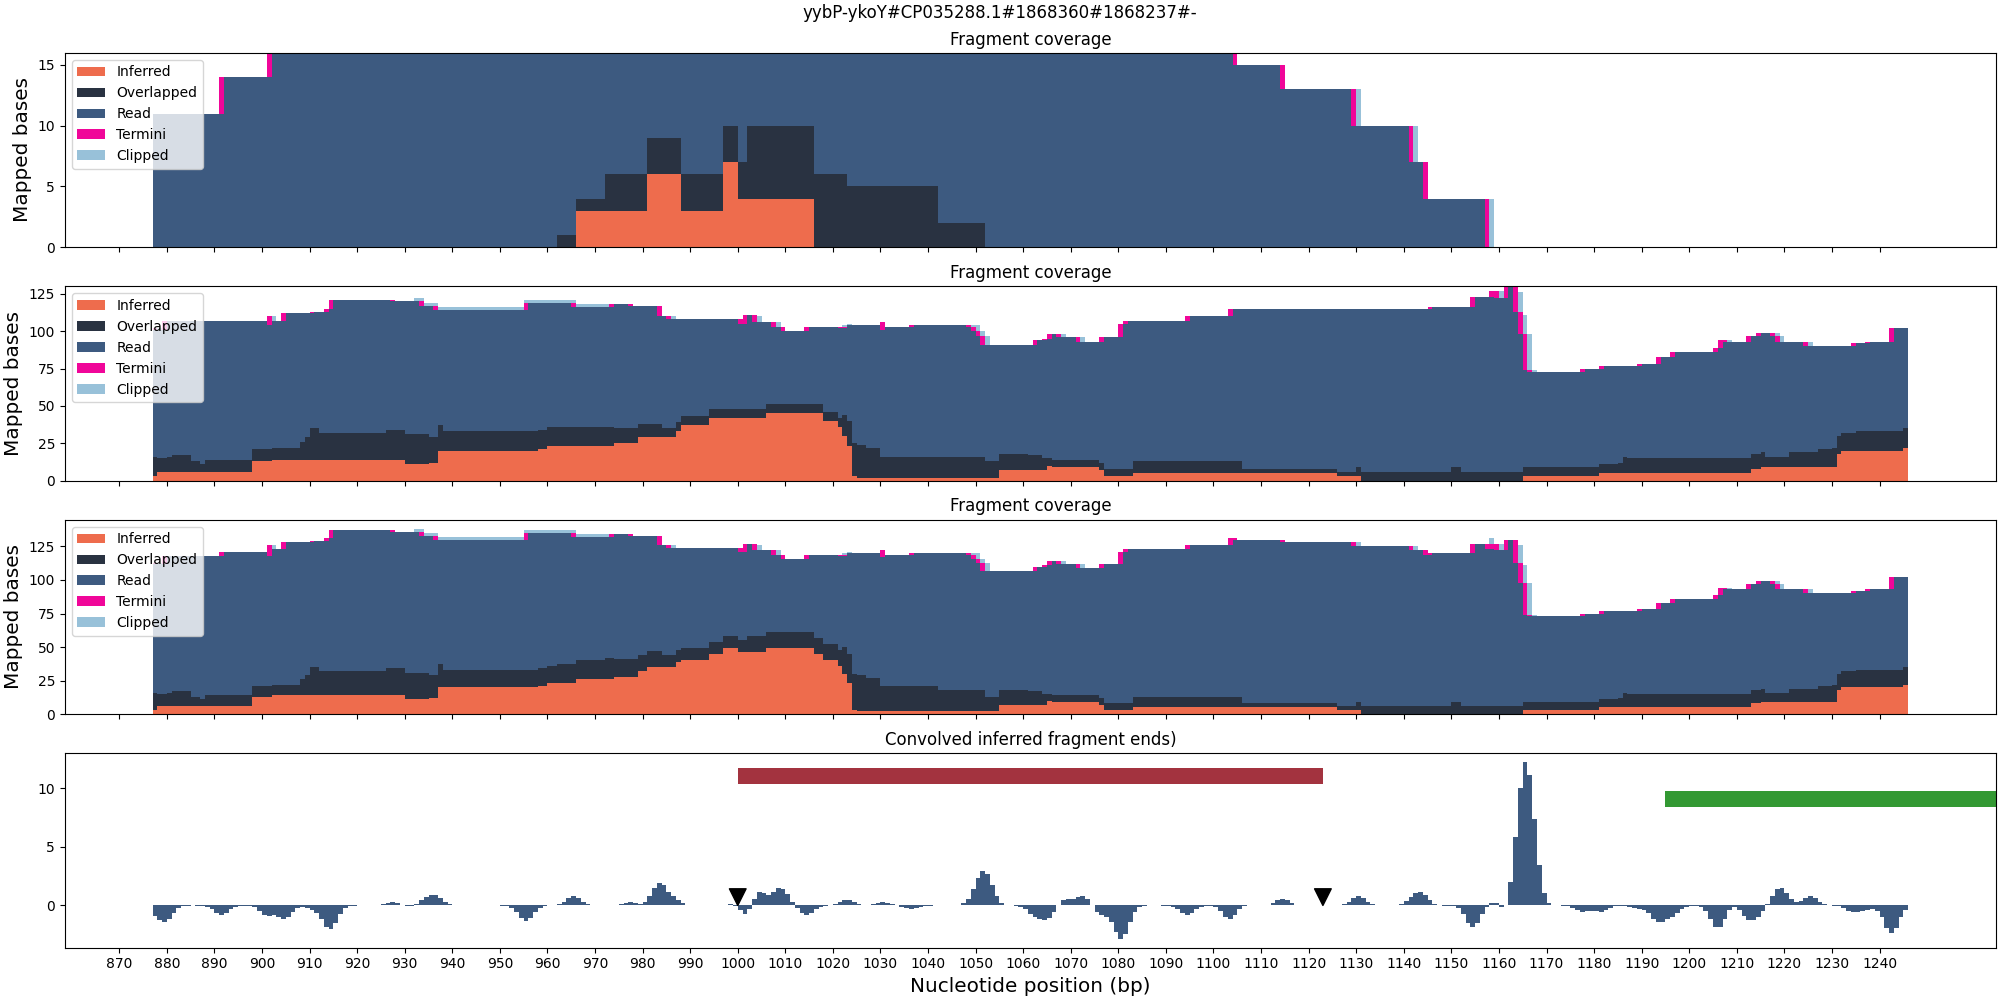 yybP-ykoY#CP035288.1#1868360#1868237#-
Fragment coverage
Mapped bases
15
10
5
0
Inferred
Overlapped
Read
Termini
Clipped
Fragment coverage
Mapped bases
125
100
75
50
25
0
Inferred
Overlapped
Read
Termini
Clipped
Fragment coverage
Mapped bases
125
100
75
50
25
0
Inferred
Overlapped
Read
Termini
Clipped
Convolved inferred fragment ends)
10
5
0
870 880 890 900 910 920 930 940 950 960 970 980 990 1000 1010 1020 1030 1040 1050 1060 1070 1080 1090 1100 1110 1120 1130 1140 1150 1160 1170 1180 1190 1200 1210 1220 1230 1240
Nucleotide position (bp)